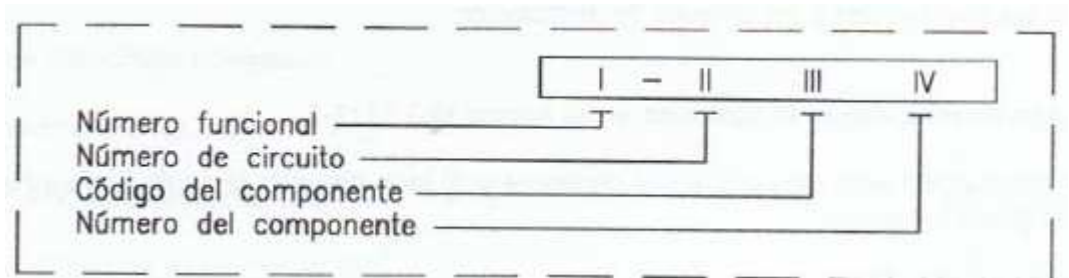 I – II III IV
Número funcional
Número de circuito
Código del componente
Número del componente